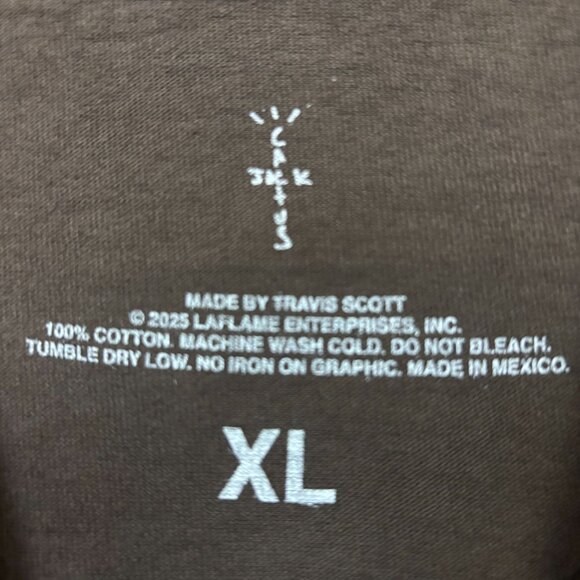 CACTUS
JACK
MADE BY TRAVIS SCOTT
© 2025 LAFLAME ENTERPRISES, INC.
100% COTTON. MACHINE WASH COLD. DO NOT BLEACH.
TUMBLE DRY LOW. NO IRON ON GRAPHIC. MADE IN MEXICO.
XL